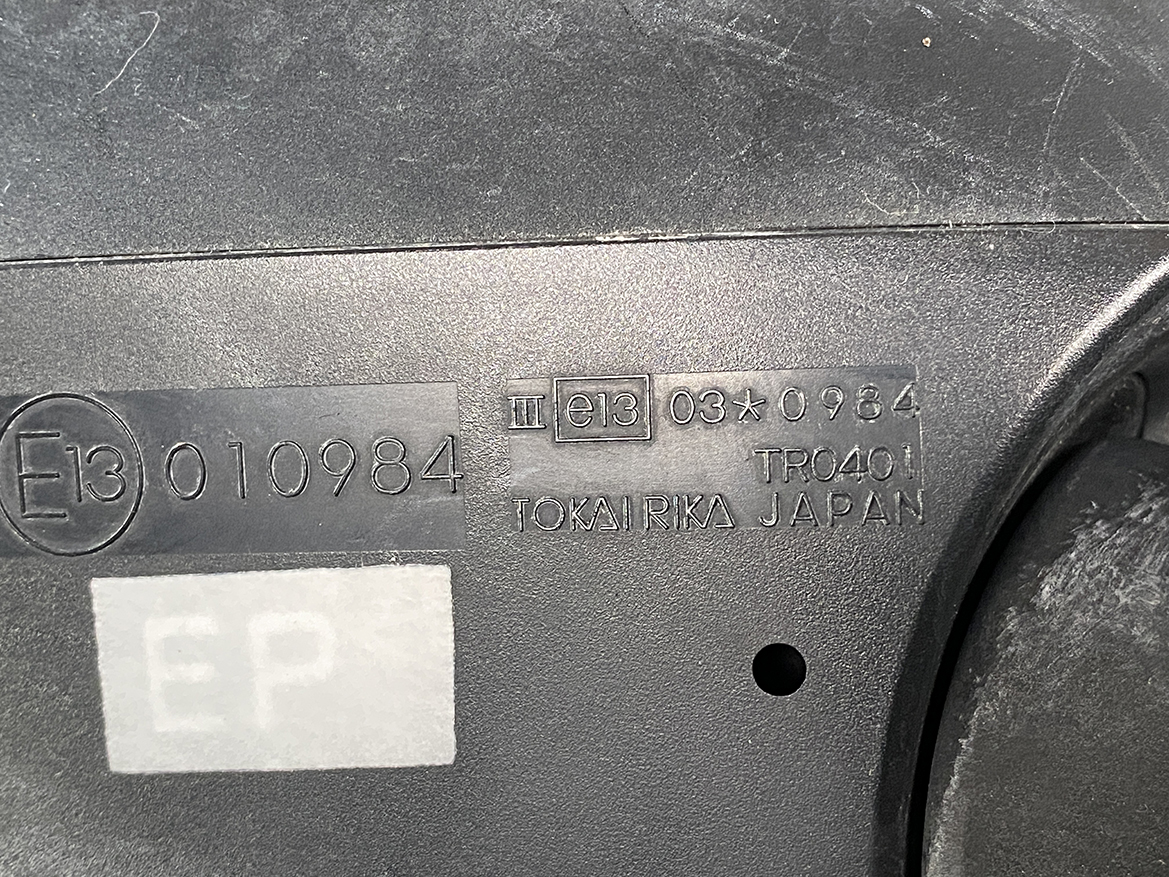 E13 010984
III e13 03*0984
TR0401
TOKAI RIKA JAPAN
EP